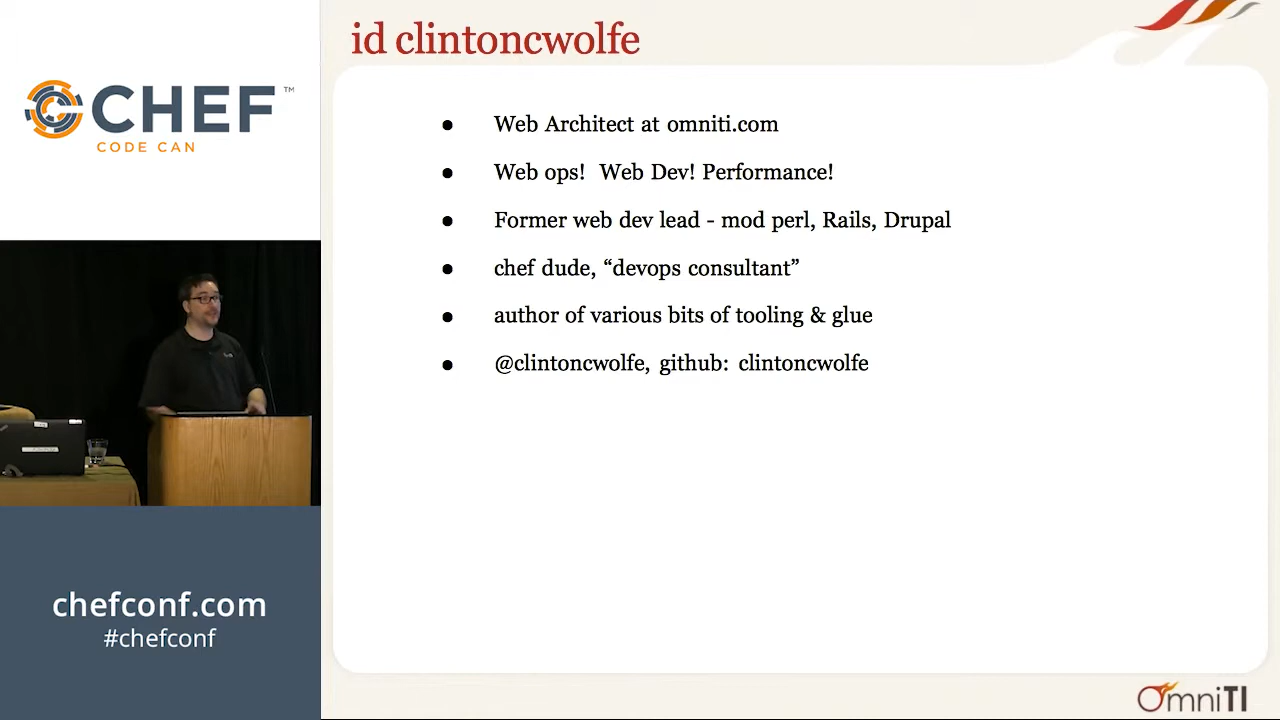 id clintoncwolfe
CHEF™
CODE CAN
● Web Architect at omniti.com
● Web ops!  Web Dev! Performance!
● Former web dev lead - mod perl, Rails, Drupal
● chef dude, “devops consultant”
● author of various bits of tooling & glue
● @clintoncwolfe, github: clintoncwolfe
chefconf.com
#chefconf
OmniTI